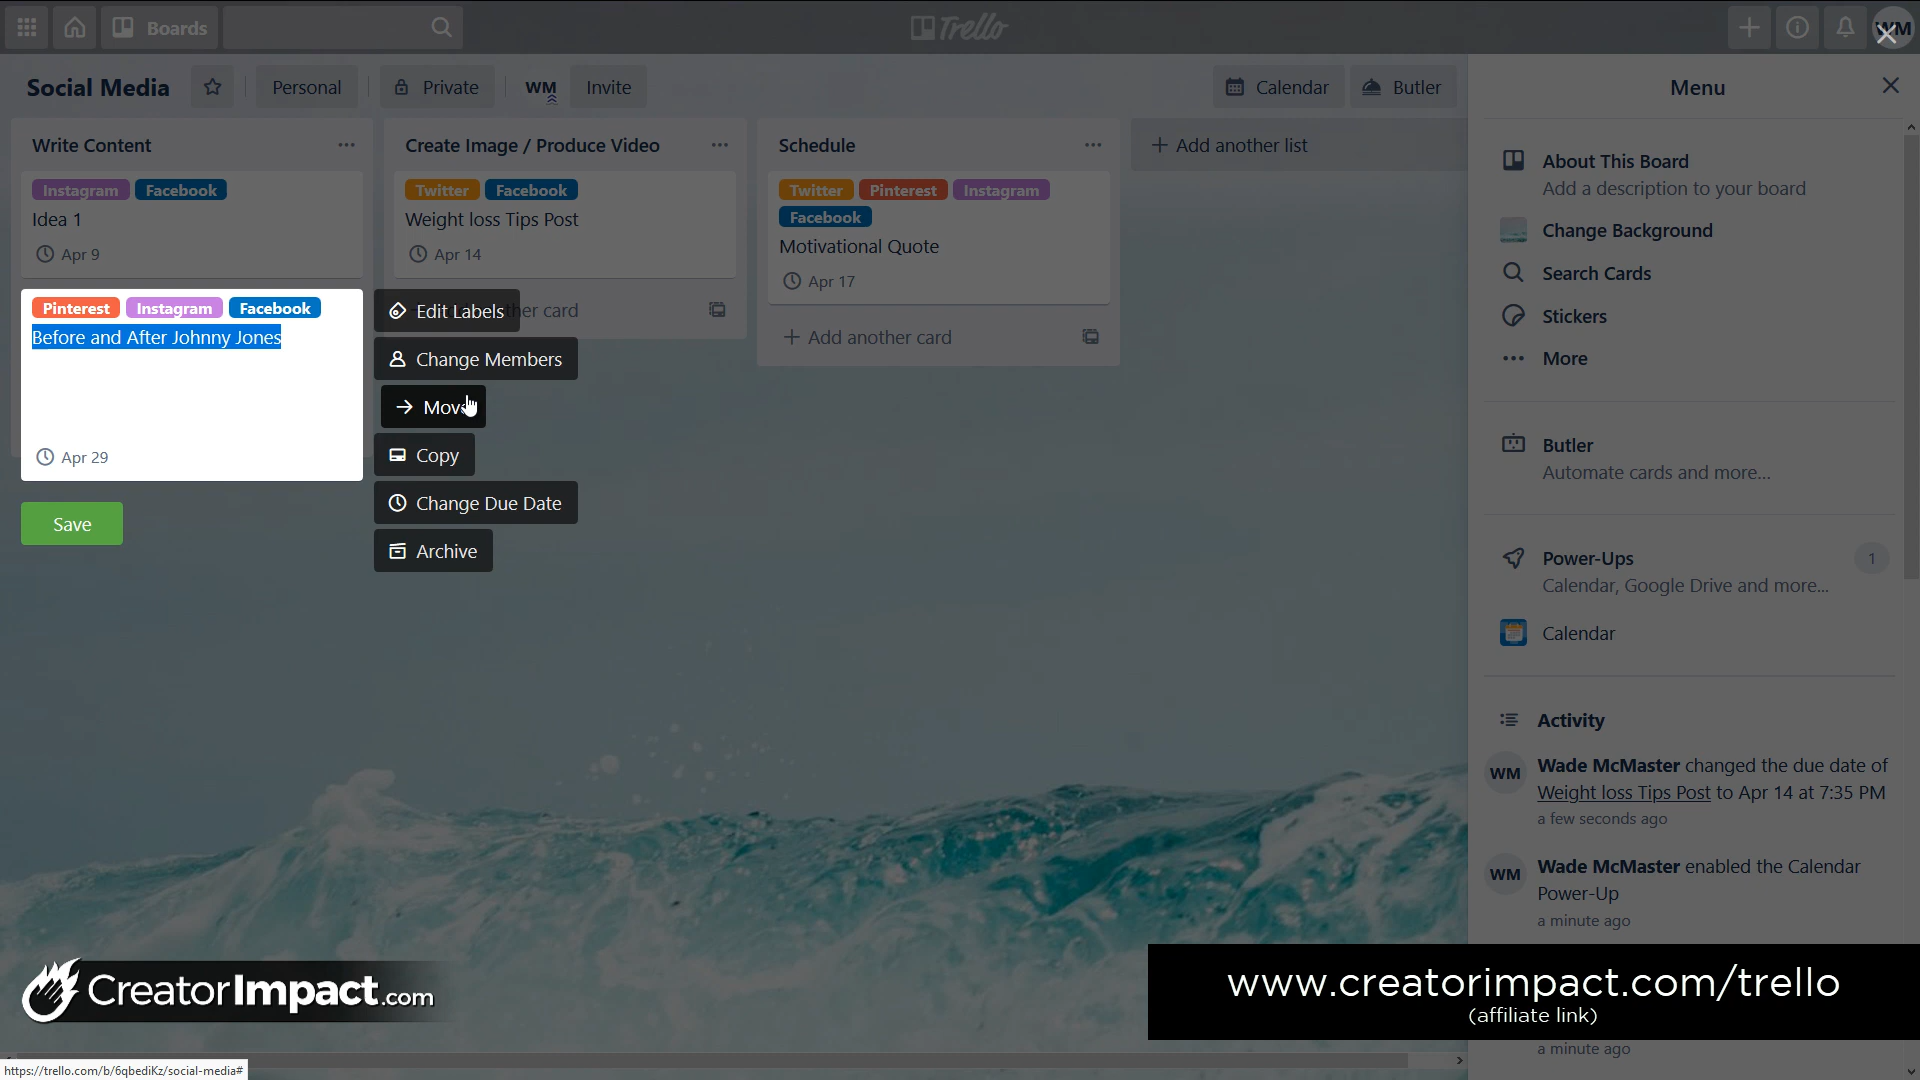 Boards
Trello
WM
Social Media
Personal
Private
WM
Invite
Calendar
Butler
Menu
Write Content
Instagram Facebook
Idea 1
Apr 9
Pinterest Instagram Facebook
Before and After Johnny Jones
Apr 29
Save
Create Image / Produce Video
Twitter Facebook
Weight loss Tips Post
Apr 14
her card
Edit Labels
Change Members
Move
Copy
Change Due Date
Archive
Schedule
Twitter Pinterest Instagram
Facebook
Motivational Quote
Apr 17
+ Add another card
+ Add another list
About This Board
Add a description to your board
Change Background
Search Cards
Stickers
More
Butler
Automate cards and more...
Power-Ups
1
Calendar, Google Drive and more...
Calendar
Activity
WM
Wade McMaster changed the due date of
Weight loss Tips Post to Apr 14 at 7:35 PM
a few seconds ago
WM
Wade McMaster enabled the Calendar
Power-Up
a minute ago
CreatorImpact.com
www.creatorimpact.com/trello
(affiliate link)
a minute ago
https://trello.com/b/6qbediKz/social-media#